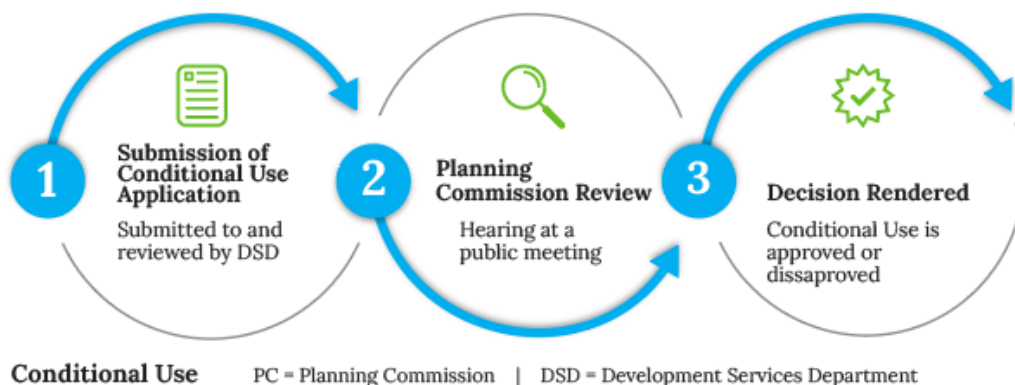 1
Submission of
Conditional Use
Application
Submitted to and
reviewed by DSD
2
Planning
Commission Review
Hearing at a
public meeting
3
Decision Rendered
Conditional Use is
approved or
dissaproved
Conditional Use PC = Planning Commission | DSD = Development Services Department